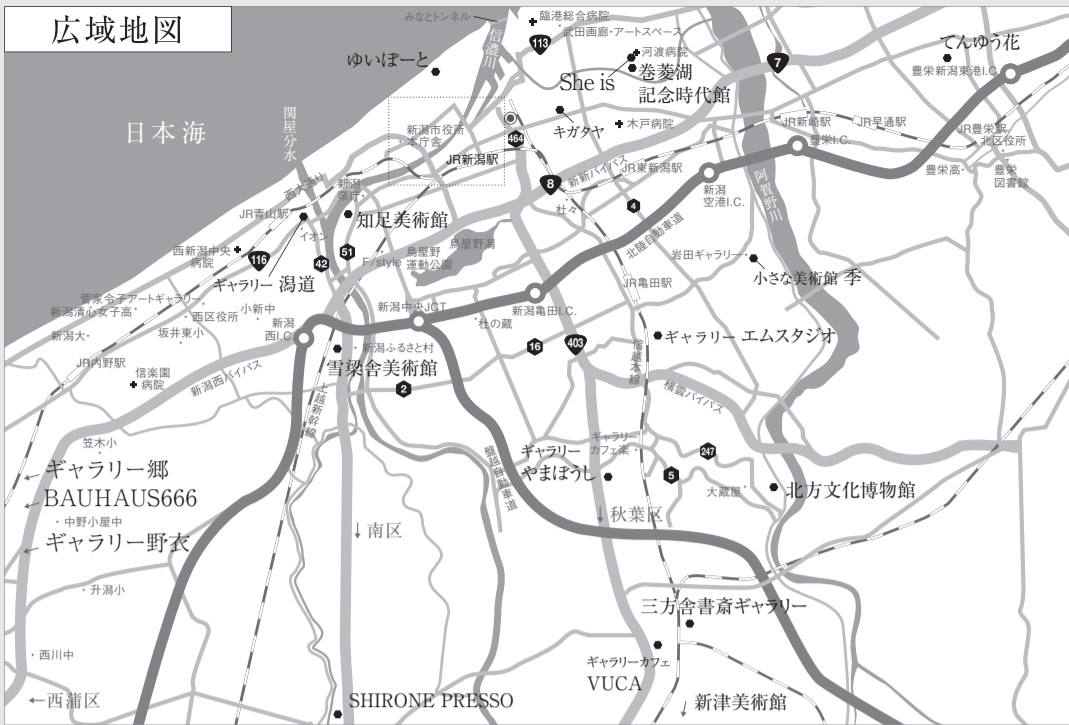 広域地図
みなとトンネル
臨港総合病院
武田画廊・アートスペース
113
信濃川
ゆいぽーと
河渡病院
She is
巻菱湖
記念時代館
7
てんゆう花
豊栄新潟東港I.C.
日本海
関屋分水
新潟市役所
本庁舎
464
キガタヤ
木戸病院
JR新崎駅
JR早通駅
JR豊栄駅
北区役所
豊栄I.C.
JR新潟駅
新新バイパス
JR東新潟駅
豊栄高
豊栄
図書館
8
西大通り
新潟
県庁
新潟
空港I.C.
阿賀野川
杜々
4
JR青山駅
イオン
知足美術館
西新潟中央
病院
116
42
51
F/style
鳥屋野
運動公園
鳥屋野潟
北陸自動車道
岩田ギャラリー
小さな美術館 季
ギャラリー 潟道
JR亀田駅
菅家令子アートギャラリー
新潟清心女子高
西区役所
小新中
新潟大
坂井東小
新潟
西I.C.
新潟中央JCT
杜の蔵
新潟亀田I.C.
ギャラリー エムスタジオ
新潟ふるさと村
雪梁舎美術館
16
403
信越本線
JR内野駅
信楽園
病院
新潟西バイパス
2
上越新幹線
横雲バイパス
笠木小
ギャラリー郷
BAUHAUS666
中野小屋中
ギャラリー野衣
磐越自動車道
ギャラリー
やまぼうし
ギャラリー
カフェ楽
247
5
大蔵屋
北方文化博物館
↓南区
↓秋葉区
升潟小
三方舎書斎ギャラリー
西川中
ギャラリーカフェ
VUCA
←西蒲区
SHIRONE PRESSO
↓新津美術館